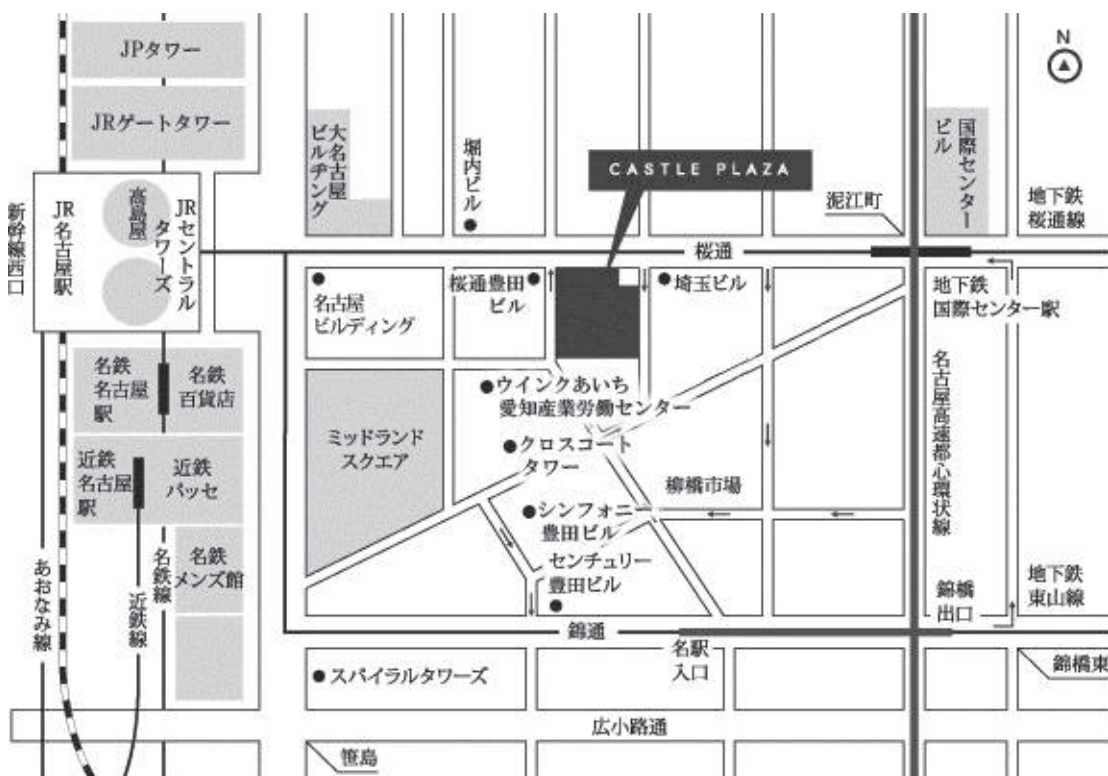 JPタワー
JRゲートタワー
新幹線西口
JR名古屋駅
高島屋
JRセントラル
タワーズ
大名古屋
ビルヂング
堀内ビル
CASTLE PLAZA
泥江町
国際センター
ビル
N
地下鉄
桜通線
桜通
名古屋
ビルディング
桜通豊田
ビル
埼玉ビル
地下鉄
国際センター駅
名鉄
名古屋
駅
名鉄
百貨店
近鉄
名古屋
駅
近鉄
パッセ
名鉄
メンズ館
あおなみ線
近鉄線
名鉄線
ミッドランド
スクエア
ウインクあいち
愛知産業労働センター
クロスコート
タワー
シンフォニー
豊田ビル
センチュリー
豊田ビル
柳橋市場
名古屋高速都心環状線
錦橋
出口
地下鉄
東山線
錦通
名駅
入口
錦橋東
スパイラルタワーズ
広小路通
笹島